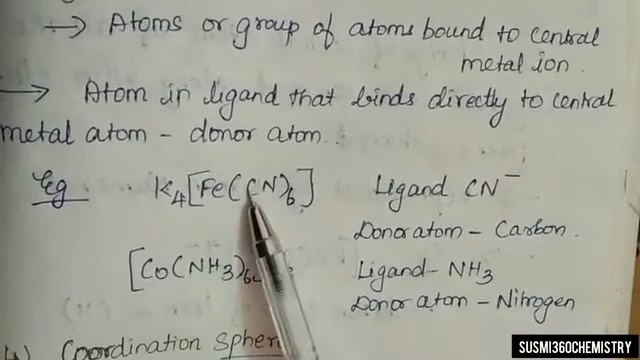 → Atoms or group of atoms bound to central
metal ion.
→ Atom in ligand that binds directly to central
metal atom - donor atom.
Eg K₄[Fe(CN)₆] Ligand CN⁻
Donor atom - Carbon.
[Co(NH₃)₆ Ligand - NH₃
Donor atom - Nitrogen
4) Coordination Spher
SUSMI360CHEMISTRY